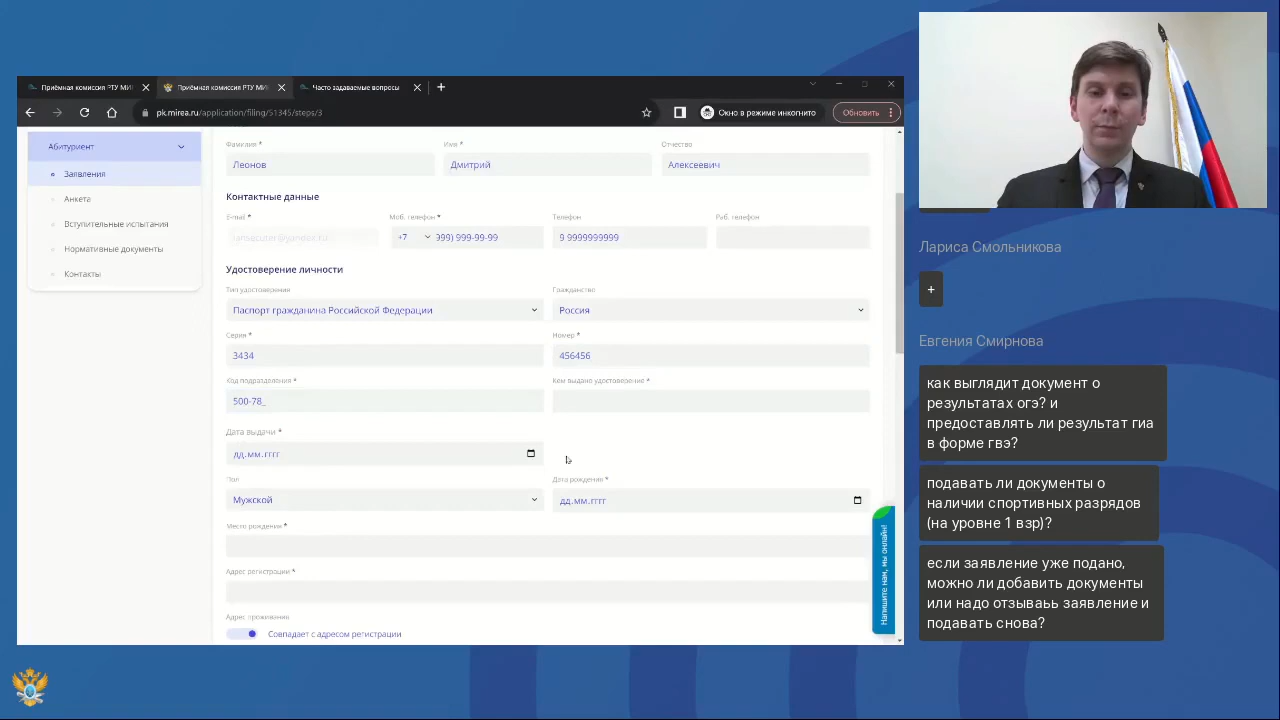 Приёмная комиссия РТУ МИ
Приёмная комиссия РТУ МИ
Часто задаваемые вопросы
pk.mirea.ru/application/filing/51345/steps/3
Окно в режиме инкогнито
Обновить
Абитуриент
Заявления
Анкета
Вступительные испытания
Нормативные документы
Контакты
Фамилия *
Имя *
Отчество
Леонов
Дмитрий
Алексеевич
Контактные данные
E-mail *
Моб. телефон *
Телефон
Раб. телефон
iansecuter@yandex.ru
+7
999) 999-99-99
9 9999999999
Удостоверение личности
Тип удостоверения
Гражданство
Паспорт гражданина Российской Федерации
Россия
Серия *
Номер *
3434
456456
Код подразделения *
Кем выдано удостоверение *
500-78_
Дата выдачи *
дд.мм.гггг
Пол
Дата рождения *
Мужской
дд.мм.гггг
Место рождения *
Адрес регистрации *
Адрес проживания
Совпадает с адресом регистрации
Напишите нам, мы онлайн!
Лариса Смольникова
+
Евгения Смирнова
как выглядит документ о
результатах огэ? и
предоставлять ли результат гиа
в форме гвэ?
подавать ли документы о
наличии спортивных разрядов
(на уровне 1 взр)?
если заявление уже подано,
можно ли добавить документы
или надо отзываьь заявление и
подавать снова?